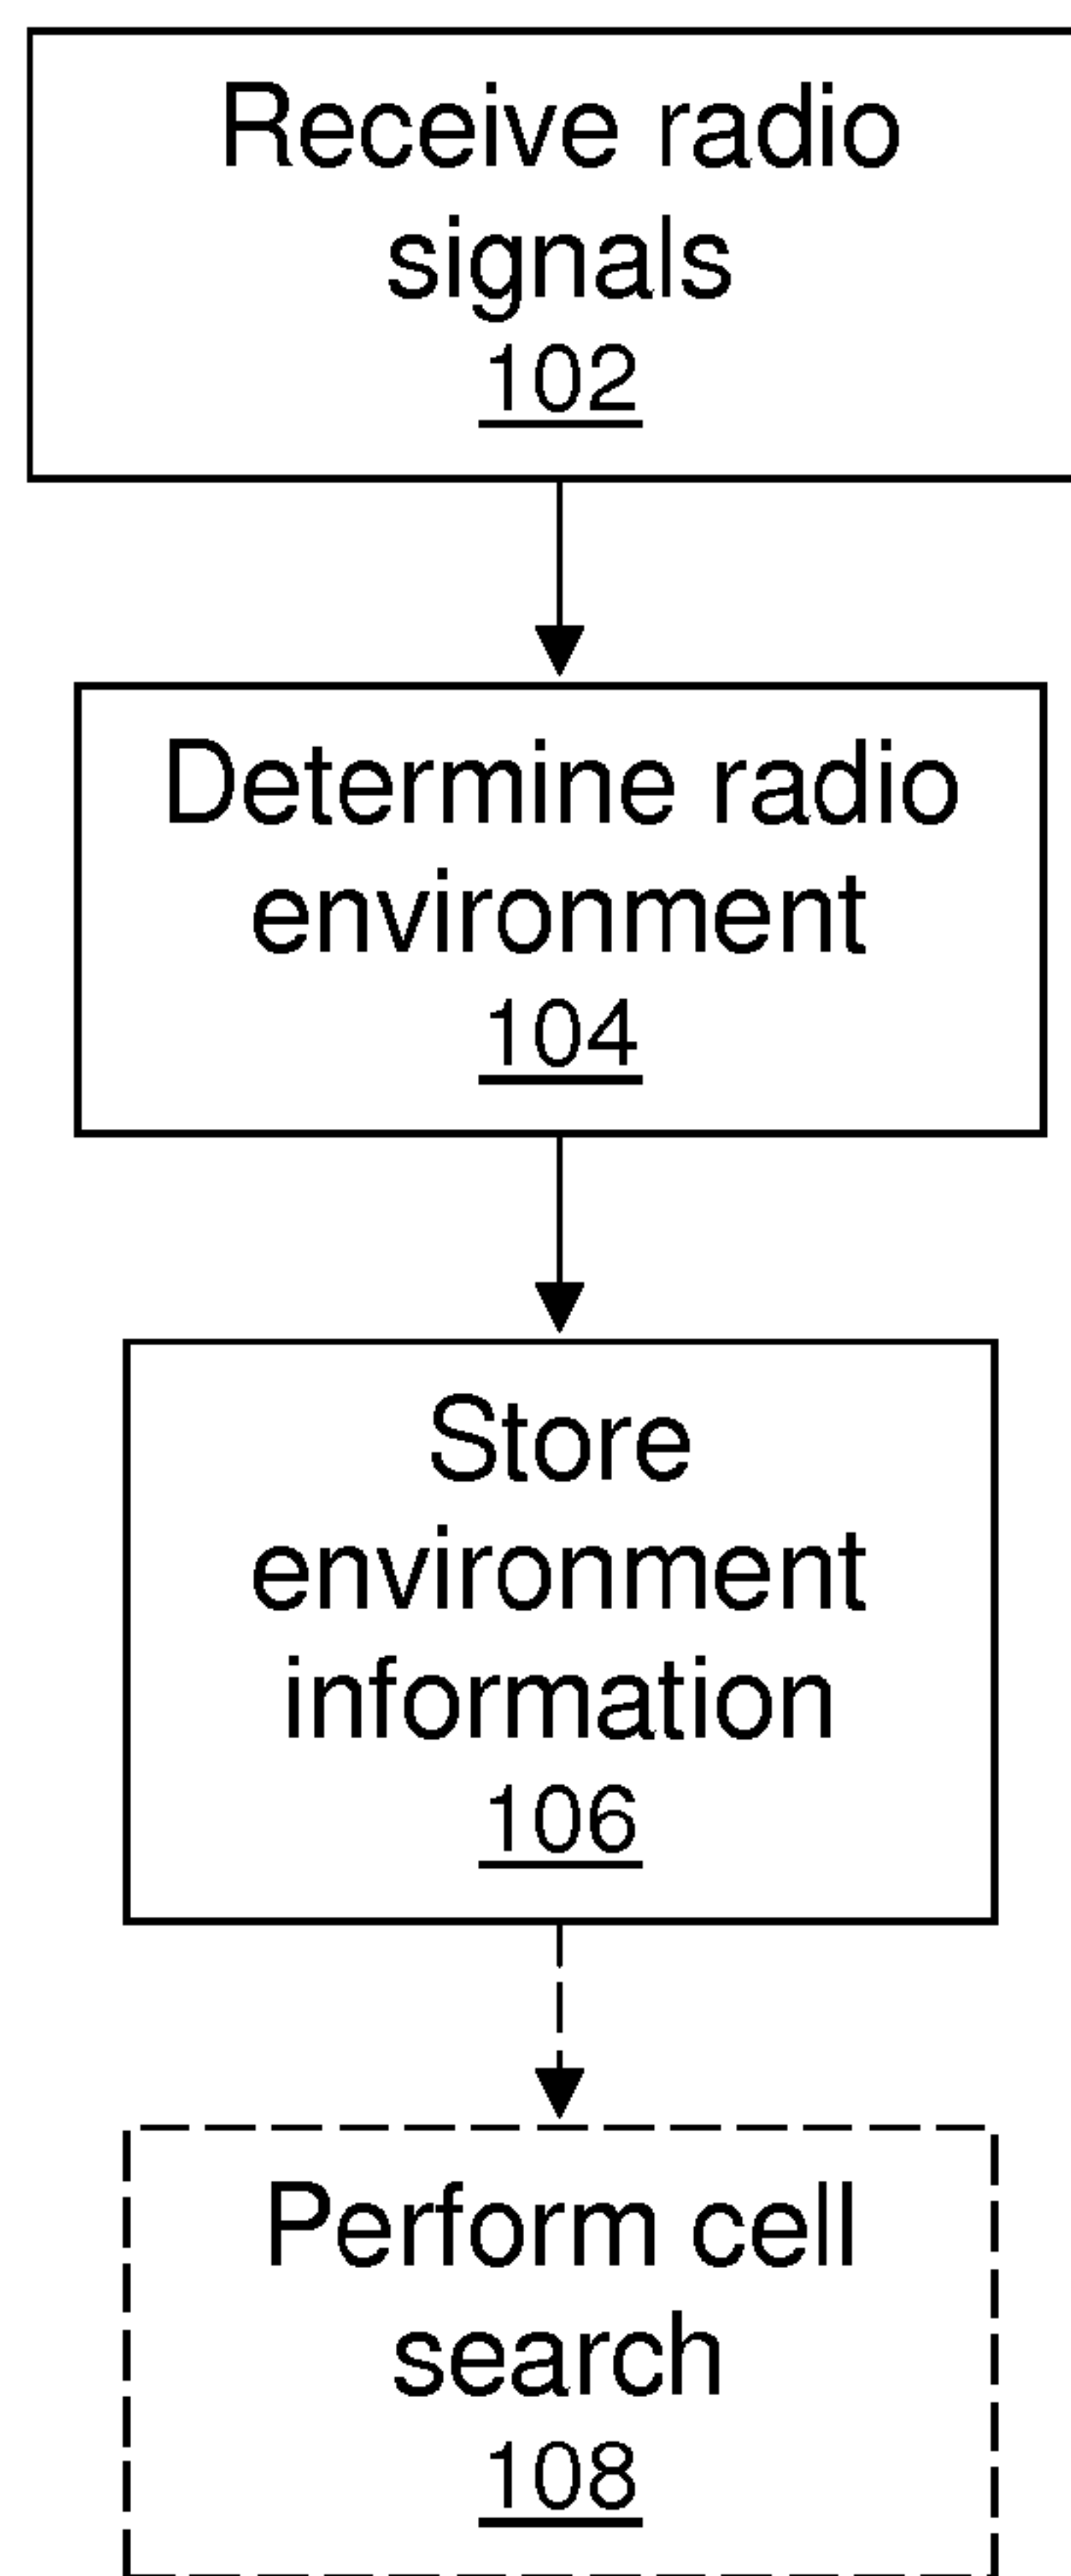 Receive radio
signals
102
Determine radio
environment
104
Store
environment
information
106
Perform cell
search
108